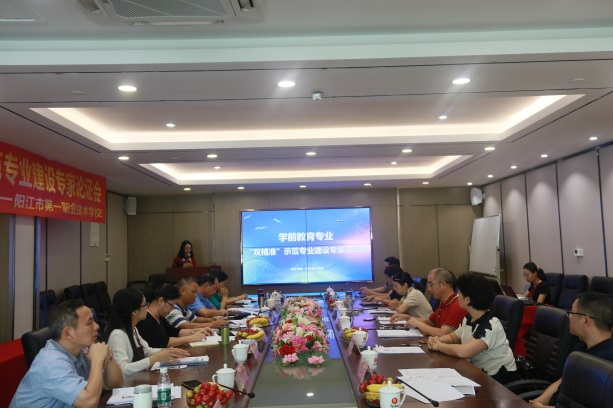 范专业建设专家论证会
——阳江市第一职业技术学校
学前教育专业
“双精准”示范专业建设专家论证会